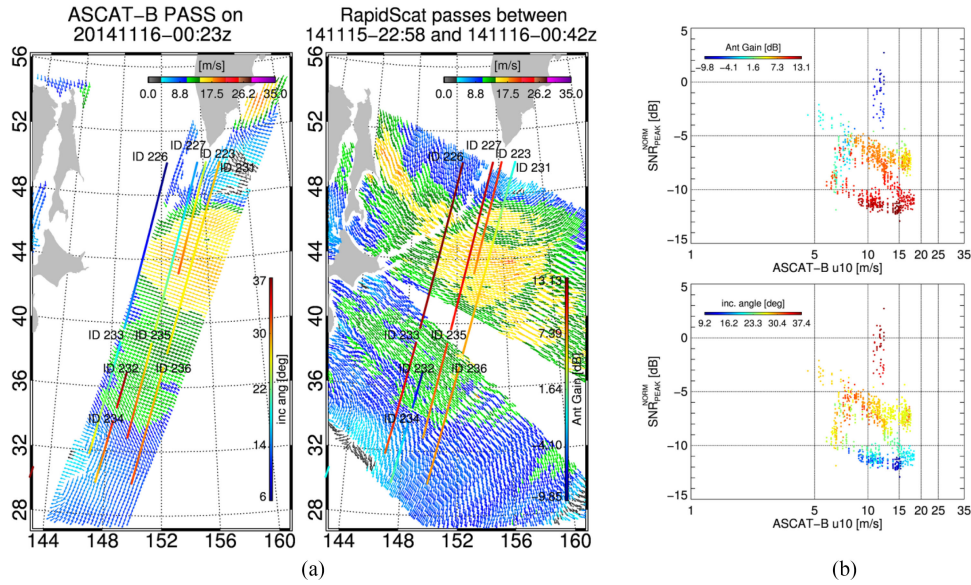 ASCAT−B PASS on
20141116−00:23z
[m/s]
0.0 8.8 17.5 26.2 35.0
56
52
48
44
40
36
32
28
144 148 152 156 160
ID 226
ID 227
ID 223
ID 231
ID 233
ID 235
ID 232
ID 236
ID 234
37
30
22
14
6
inc ang [deg]
RapidScat passes between
141115−22:58 and 141116−00:42z
[m/s]
0.0 8.8 17.5 26.2 35.0
56
52
48
44
40
36
32
28
144 148 152 156 160
ID 226
ID 227
ID 223
ID 231
ID 233
ID 235
ID 232
ID 236
ID 234
13.13
7.39
1.64
−4.10
−9.85
Ant Gain [dB]
(a)
Ant Gain [dB]
−9.8 −4.1 1.6 7.3 13.1
5
0
−5
−10
−15
SNR NORM PEAK [dB]
1 5 10 15 20 25 35
ASCAT−B u10 [m/s]
inc. angle [deg]
9.2 16.2 23.3 30.4 37.4
5
0
−5
−10
−15
SNR NORM PEAK [dB]
1 5 10 15 20 25 35
ASCAT−B u10 [m/s]
(b)